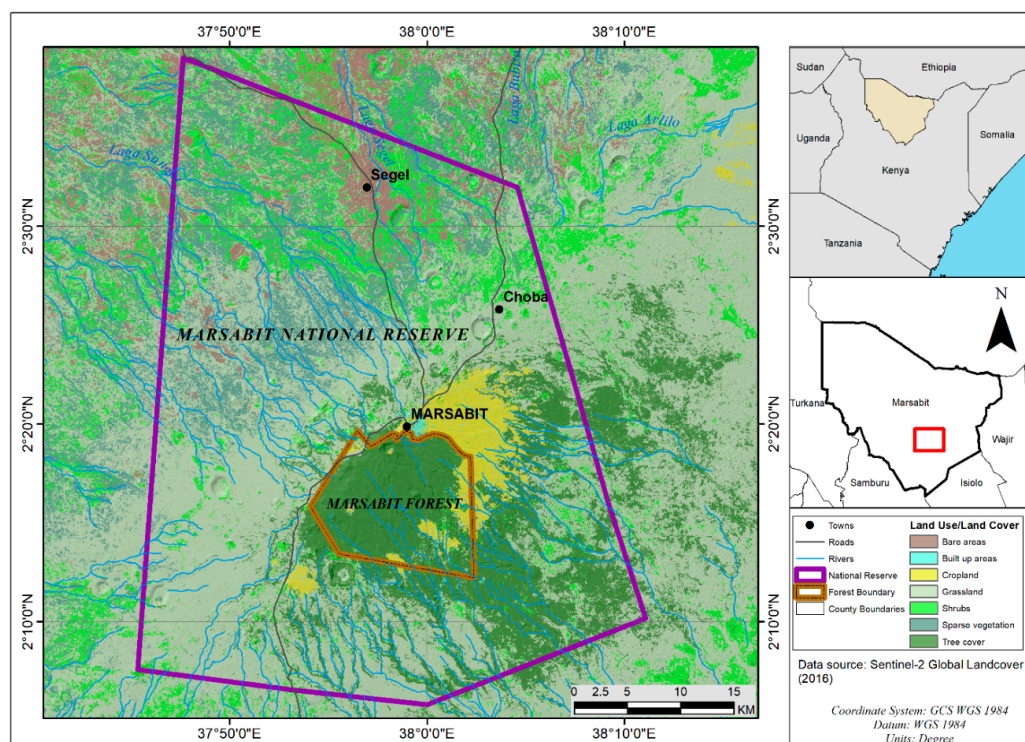 37°50'0"E 38°0'0"E 38°10'0"E
2°30'0"N
2°20'0"N
2°10'0"N
Laga Segel
Laga Bubisa
Laga Arlilo
Segel
Choba
MARSABIT NATIONAL RESERVE
MARSABIT
MARSABIT FOREST
0 2.5 5 10 15
KM
2°30'0"N
2°20'0"N
2°10'0"N
37°50'0"E 38°0'0"E 38°10'0"E
Sudan
Ethiopia
Uganda
Somalia
Kenya
Tanzania
N
Turkana
Marsabit
Wajir
Samburu
Isiolo
Towns
Roads
Rivers
National Reserve
Forest Boundary
County Boundaries
Land Use/Land Cover
Bare areas
Built up areas
Cropland
Grassland
Shrubs
Sparse vegetation
Tree cover
Data source: Sentinel-2 Global Landcover
(2016)
Coordinate System: GCS WGS 1984
Datum: WGS 1984
Units: Degree